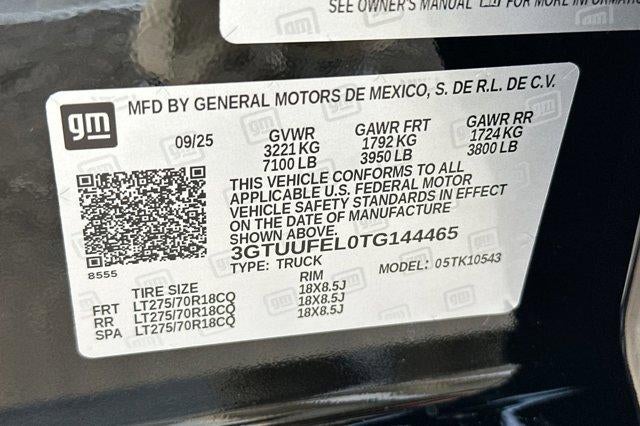 SEE OWNER'S MANUAL FOR MORE INFORMATION
gm
MFD BY GENERAL MOTORS DE MEXICO, S. DE R.L. DE C.V.
09/25 GVWR GAWR FRT GAWR RR
3221 KG 1792 KG 1724 KG
7100 LB 3950 LB 3800 LB
THIS VEHICLE CONFORMS TO ALL
APPLICABLE U.S. FEDERAL MOTOR
VEHICLE SAFETY STANDARDS IN EFFECT
ON THE DATE OF MANUFACTURE
SHOWN ABOVE.
3GTUUFEL0TG144465
8555 TYPE: TRUCK MODEL: 05TK10543
TIRE SIZE RIM
FRT LT275/70R18CQ 18X8.5J
RR LT275/70R18CQ 18X8.5J
SPA LT275/70R18CQ 18X8.5J